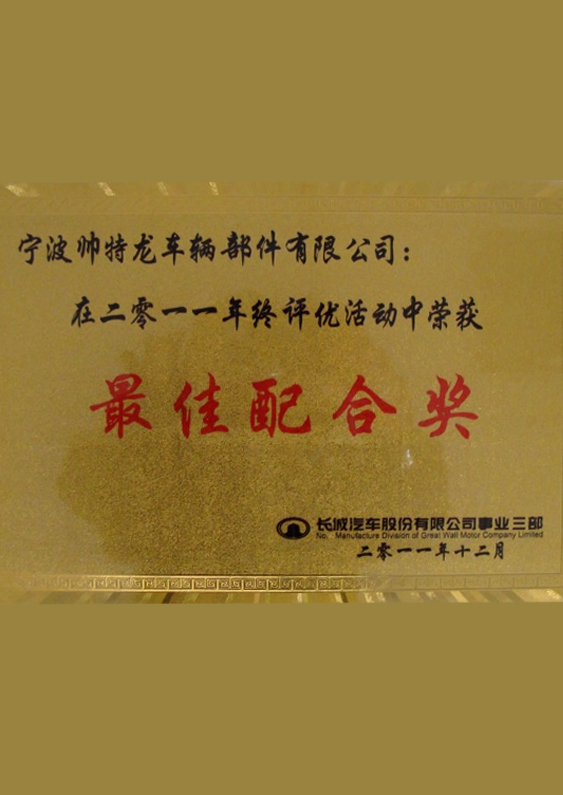 宁波帅特龙车辆部件有限公司：
在二零一一年终评优活动中荣获
最佳配合奖
长城汽车股份有限公司事业三部
No. Manufacture Division of Great Wall Motor Company Limited
二零一一年十二月